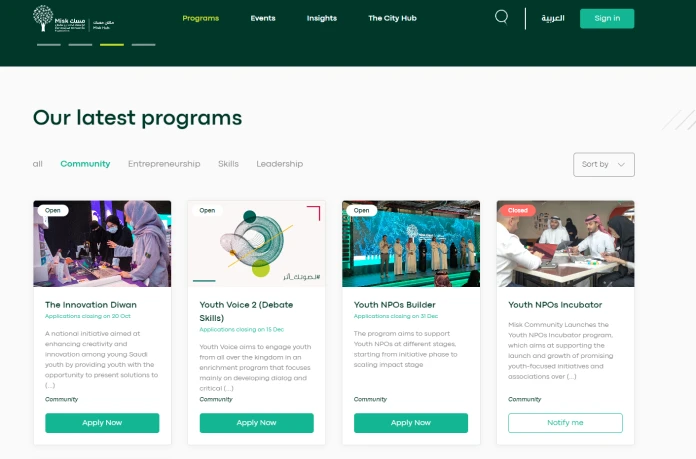 مكان مسك
Misk Hub
Programs
Events
Insights
The City Hub
العربية
Sign in
Our latest programs
all
Community
Entrepreneurship
Skills
Leadership
Sort by
Open
The Innovation Diwan
Applications closing on 30 Oct
A national initiative aimed at
enhancing creativity and
innovation among young Saudi
youth by providing youth with the
opportunity to present solutions to
[...]
Community
Apply Now
Open
#لـصوتك_أثر
Youth Voice 2 (Debate
Skills)
Applications closing on 15 Dec
Youth Voice aims to engage youth
from all over the kingdom in an
enrichment program that focuses
mainly on developing dialog and
critical [...]
Community
Apply Now
Open
Youth NPOs Builder
Applications closing on 31 Dec
The program aims to support
Youth NPOs at different stages,
starting from initiative phase to
scaling impact stage
Community
Apply Now
Closed
Youth NPOs Incubator
Misk Community Launches the
Youth NPOs Incubator program,
which aims at supporting the
launch and growth of promising
youth-focused initiatives and
associations over [...]
Community
Notify me